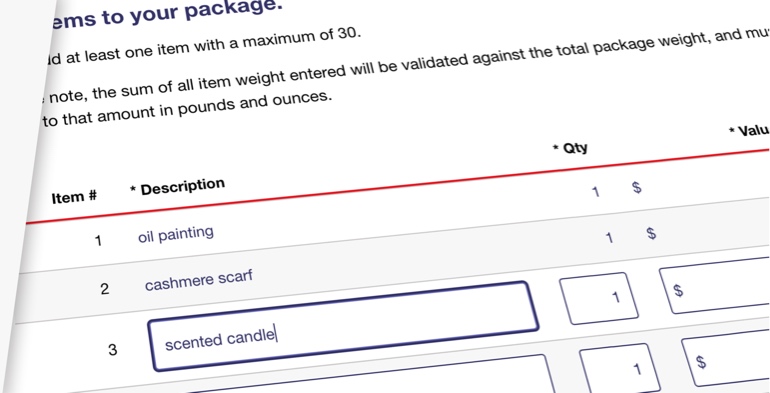 ems to your package.
dd at least one item with a maximum of 30.
note, the sum of all item weight entered will be validated against the total package weight, and
to that amount in pounds and ounces.
Item # * Description * Qty * Valu
1 oil painting 1 $
2 cashmere scarf 1 $
3 scented candle 1 $
1 $